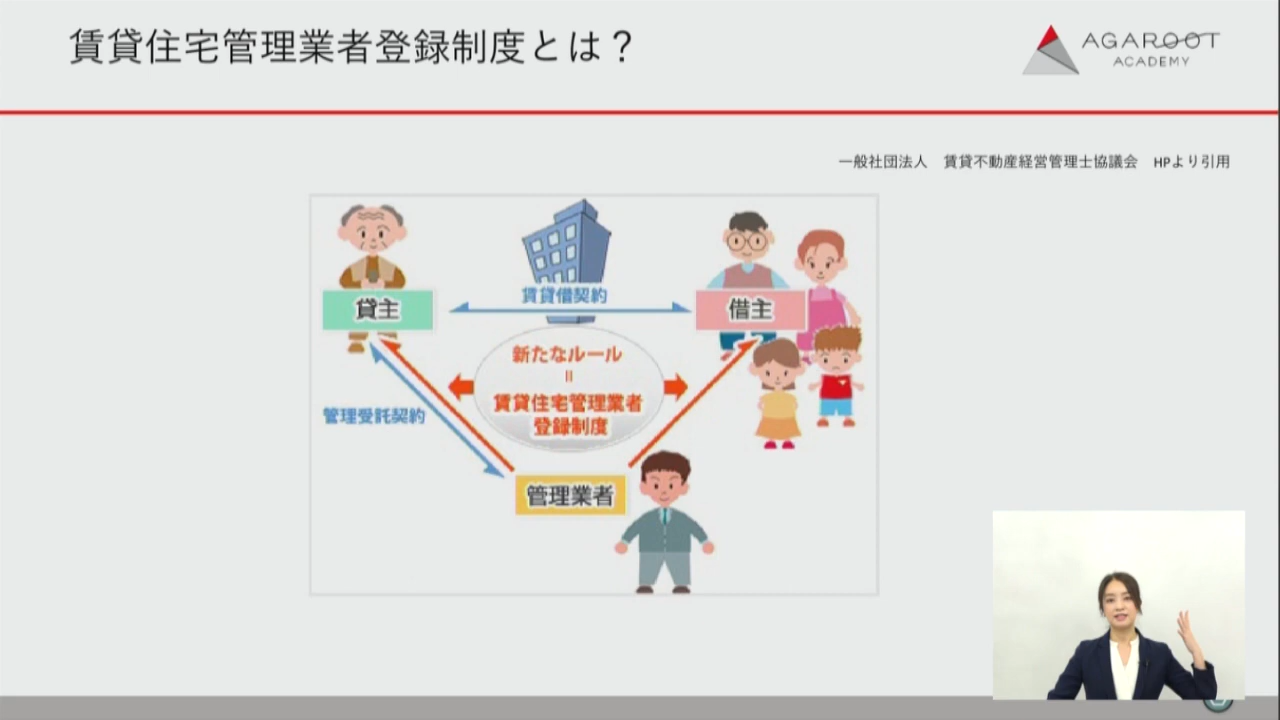 賃貸住宅管理業者登録制度とは？
AGAROOT
ACADEMY
一般社団法人　賃貸不動産経営管理士協議会　HPより引用
賃貸借契約
貸主
借主
新たなルール
=
賃貸住宅管理業者
登録制度
管理受託契約
管理業者